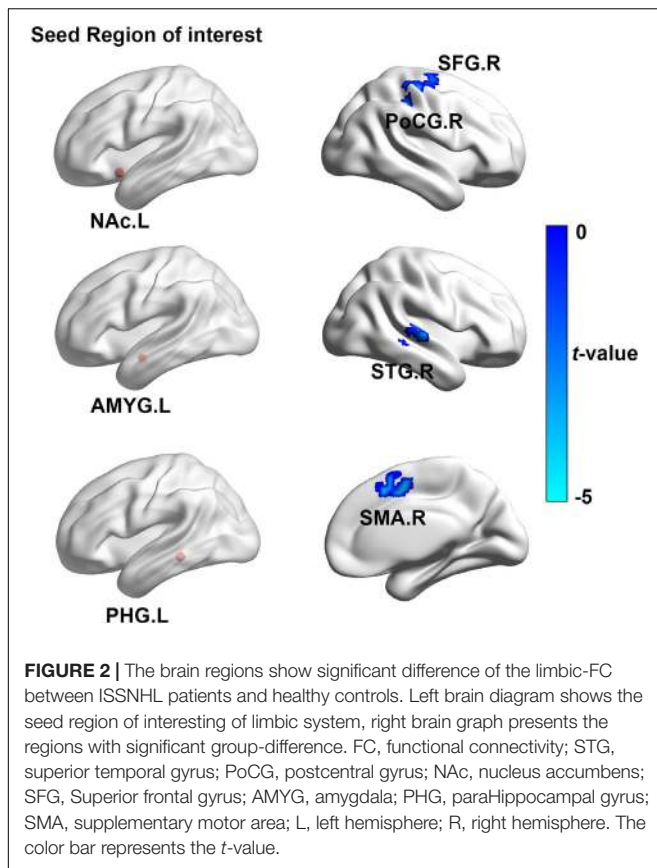 Seed Region of interest
SFG.R
PoCG.R
NAc.L
0
t-value
-5
AMYG.L
STG.R
PHG.L
SMA.R
FIGURE 2 | The brain regions show significant difference of the limbic-FC
between ISSNHL patients and healthy controls. Left brain diagram shows the
seed region of interesting of limbic system, right brain graph presents the
regions with significant group-difference. FC, functional connectivity; STG,
superior temporal gyrus; PoCG, postcentral gyrus; NAc, nucleus accumbens;
SFG, Superior frontal gyrus; AMYG, amygdala; PHG, paraHippocampal gyrus;
SMA, supplementary motor area; L, left hemisphere; R, right hemisphere. The
color bar represents the t-value.